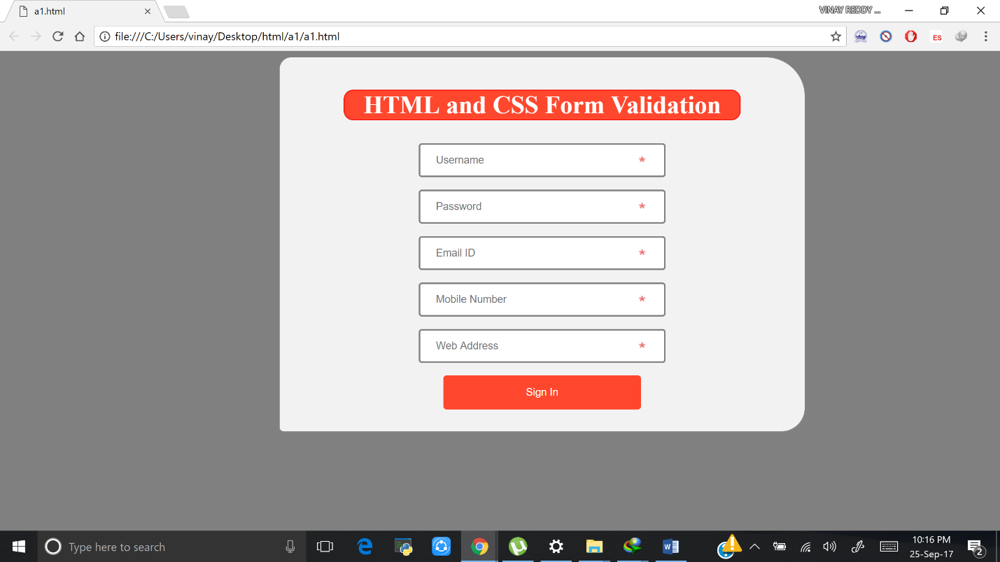 a1.html
VINAY REDDY ...
file:///C:/Users/vinay/Desktop/html/a1/a1.html
ES
HTML and CSS Form Validation
Username *
Password *
Email ID *
Mobile Number *
Web Address *
Sign In
Type here to search
10:16 PM
25-Sep-17
2